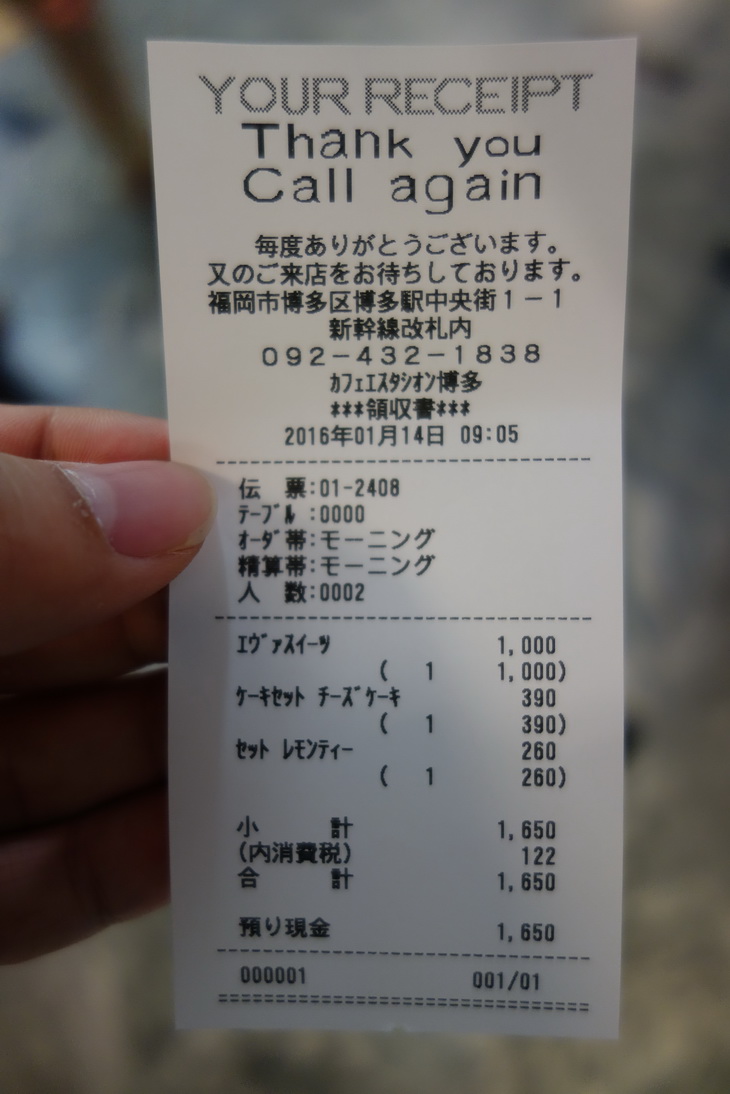 YOUR RECEIPT
Thank you
Call again
毎度ありがとうございます。
又のご来店をお待ちしております。
福岡市博多区博多駅中央街1-1
新幹線改札内
092-432-1838
カフェエスタシオン博多
***領収書***
2016年01月14日 09:05
伝 票:01-2408
テーブル :0000
オーダ帯:モーニング
精算帯:モーニング
人 数:0002
エヴァスイーツ 1,000
( 1 1,000)
ケーキセット チーズケーキ 390
( 1 390)
セット レモンティー 260
( 1 260)
小 計 1,650
(内消費税) 122
合 計 1,650
預り現金 1,650
000001 001/01